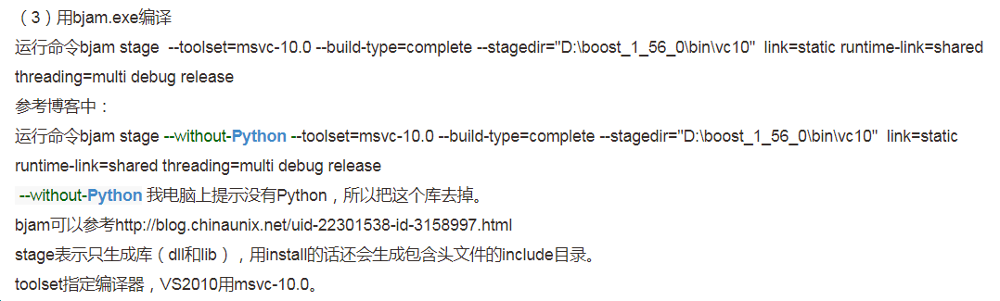 （3）用bjam.exe编译
运行命令bjam stage  --toolset=msvc-10.0 --build-type=complete --stagedir="D:\boost_1_56_0\bin\vc10"  link=static runtime-link=shared
threading=multi debug release
参考博客中：
运行命令bjam stage --without-Python --toolset=msvc-10.0 --build-type=complete --stagedir="D:\boost_1_56_0\bin\vc10"  link=static
runtime-link=shared threading=multi debug release
--without-Python 我电脑上提示没有Python，所以把这个库去掉。
bjam可以参考http://blog.chinaunix.net/uid-22301538-id-3158997.html
stage表示只生成库（dll和lib），用install的话还会生成包含头文件的include目录。
toolset指定编译器，VS2010用msvc-10.0。